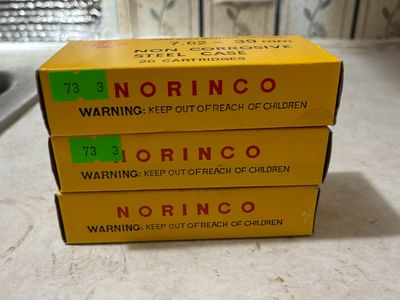 7.62 x 39 mm
NON CORROSIVE
STEEL CASE
20 CARTRIDGES
73 3
NORINCO
WARNING: KEEP OUT OF REACH OF CHILDREN
73 3
NORINCO
WARNING: KEEP OUT OF REACH OF CHILDREN
NORINCO
WARNING: KEEP OUT OF REACH OF CHILDREN